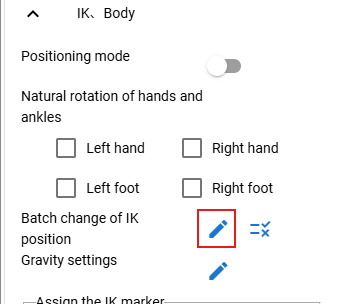 IK、Body
Positioning mode
Natural rotation of hands and
ankles
Left hand
Right hand
Left foot
Right foot
Batch change of IK
position
Gravity settings
Assign the IK marker